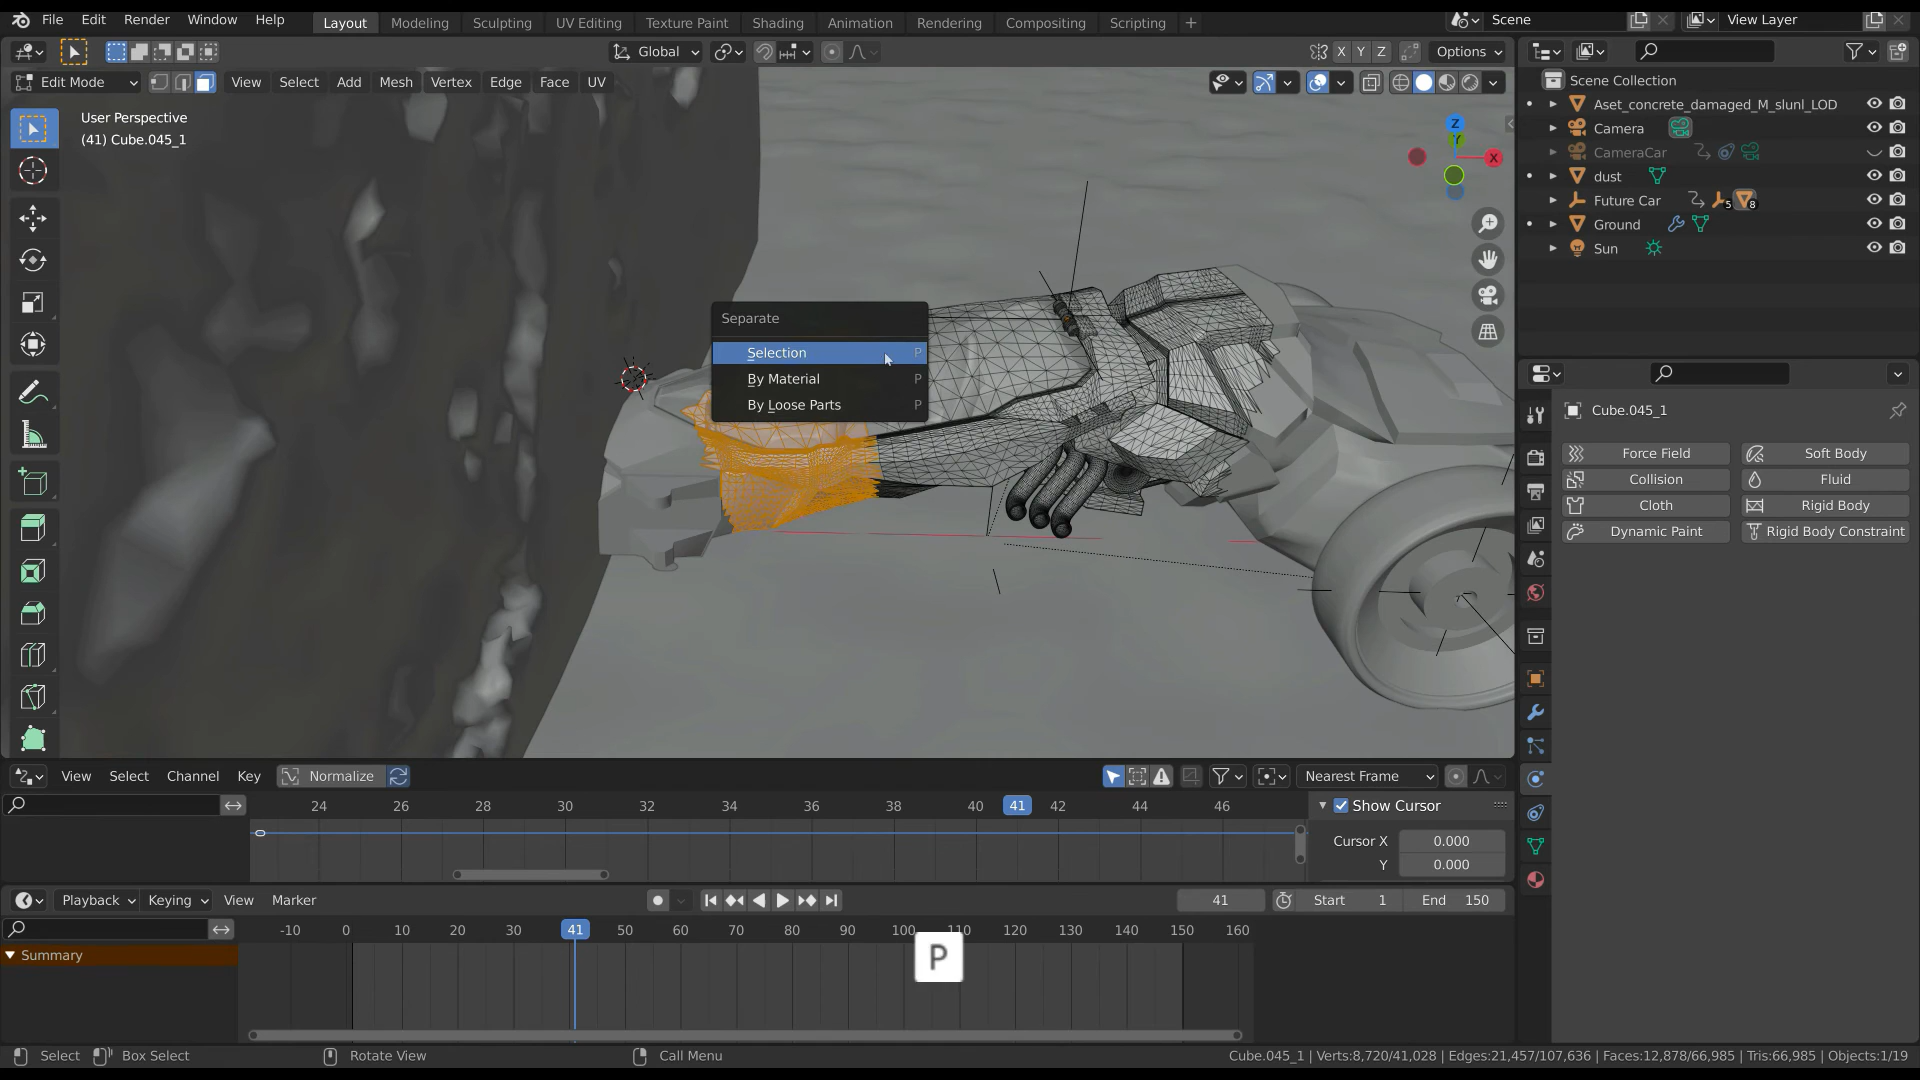 File Edit Render Window Help Layout Modeling Sculpting UV Editing Texture Paint Shading Animation Rendering Compositing Scripting + Scene View Layer
Global X Y Z Options
Edit Mode View Select Add Mesh Vertex Edge Face UV
User Perspective
(41) Cube.045_1
Z
Y
X
Separate
Selection P
By Material P
By Loose Parts P
Scene Collection
Aset_concrete_damaged_M_slunl_LOD
Camera
CameraCar
dust
Future Car 5 8
Ground
Sun
Cube.045_1
Force Field Soft Body
Collision Fluid
Cloth Rigid Body
Dynamic Paint Rigid Body Constraint
View Select Channel Key Normalize Nearest Frame
24 26 28 30 32 34 36 38 40 41 42 44 46
Show Cursor
Cursor X 0.000
Y 0.000
Playback Keying View Marker 41 Start 1 End 150
-10 0 10 20 30 41 50 60 70 80 90 100 110 120 130 140 150 160
Summary
P
Select Box Select Rotate View Call Menu Cube.045_1 | Verts:8,720/41,028 | Edges:21,457/107,636 | Faces:12,878/66,985 | Tris:66,985 | Objects:1/19